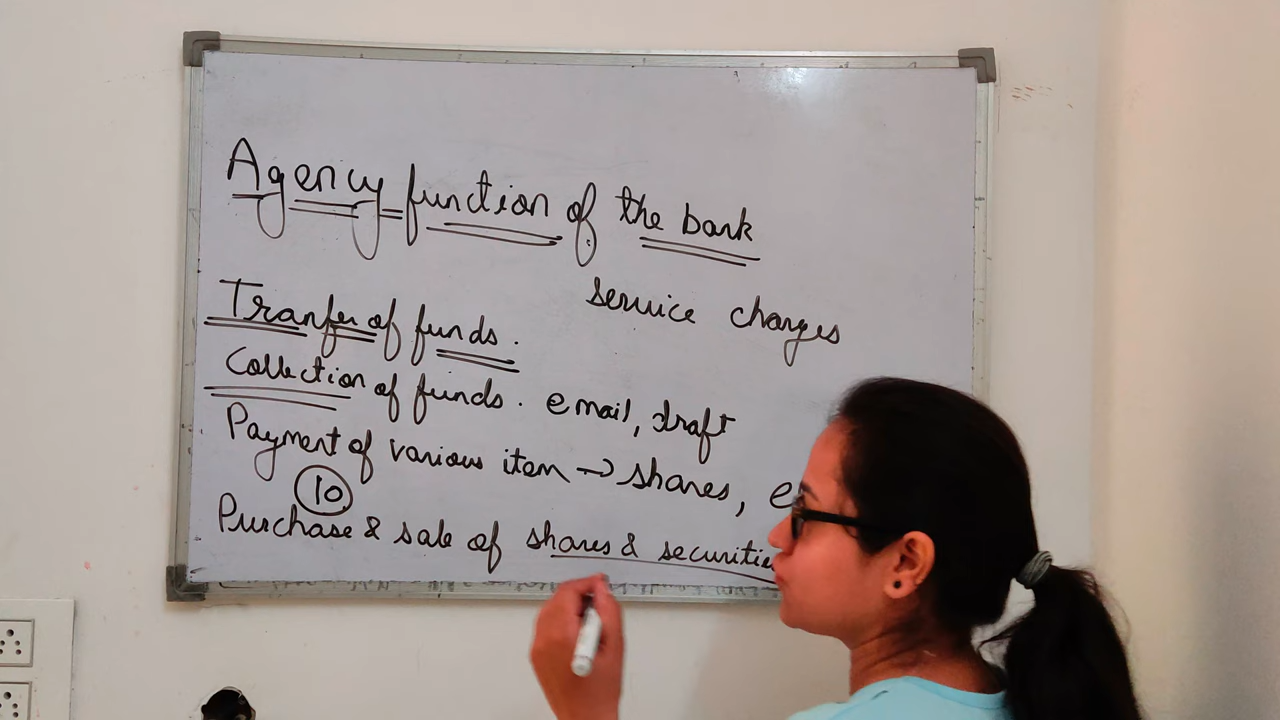 Agency function of the bank
service charges
Tranfer of funds.
Collection of funds. email, draft
Payment of various item → shares,
10
Purchase & sale of shares & securities